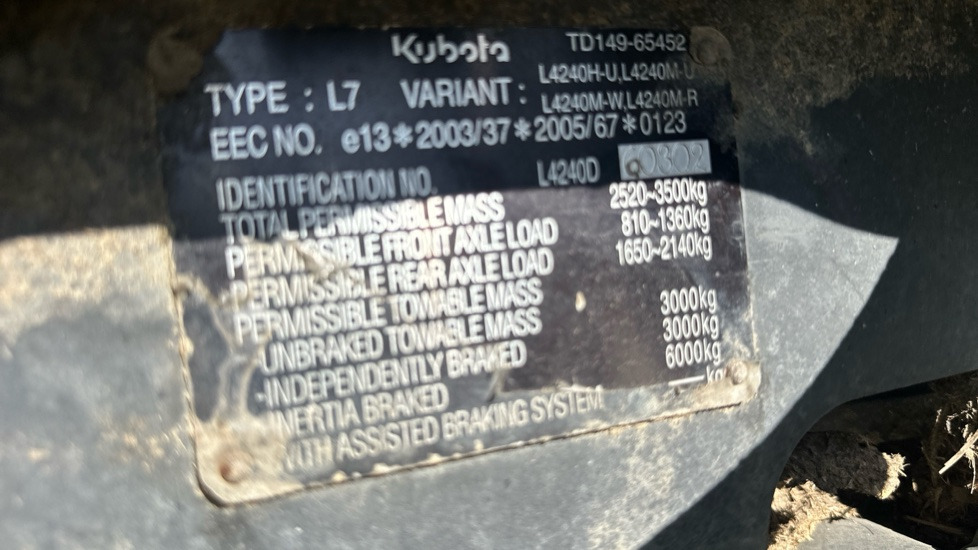 Kubota TD149-65452
TYPE : L7 VARIANT : L4240H-U,L4240M-U
L4240M-W,L4240M-R
EEC NO. e13*2003/37*2005/67*0123
IDENTIFICATION NO. L4240D
TOTAL PERMISSIBLE MASS 2520~3500kg
PERMISSIBLE FRONT AXLE LOAD 810~1360kg
PERMISSIBLE REAR AXLE LOAD 1650~2140kg
PERMISSIBLE TOWABLE MASS
-UNBRAKED TOWABLE MASS 3000kg
-INDEPENDENTLY BRAKED 3000kg
-INERTIA BRAKED 6000kg
-WITH ASSISTED BRAKING SYSTEM —kg